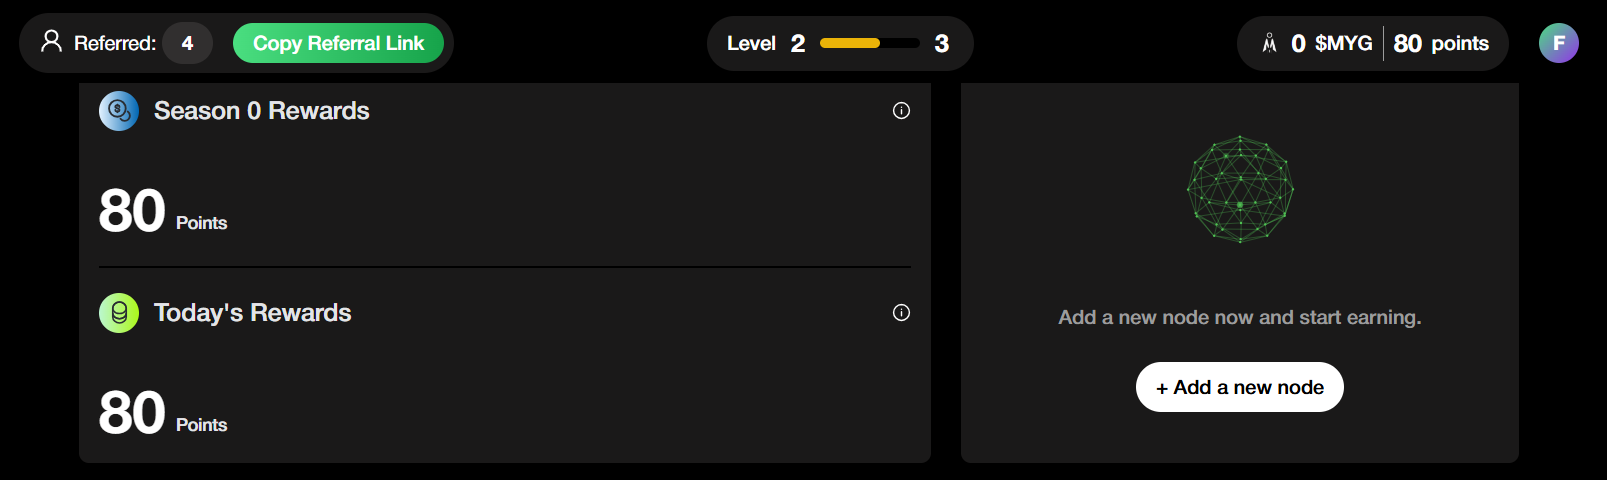 Referred: 4 Copy Referral Link Level 2 3 0 $MYG 80 points F
Season 0 Rewards
80 Points
Today's Rewards
80 Points
Add a new node now and start earning.
+ Add a new node